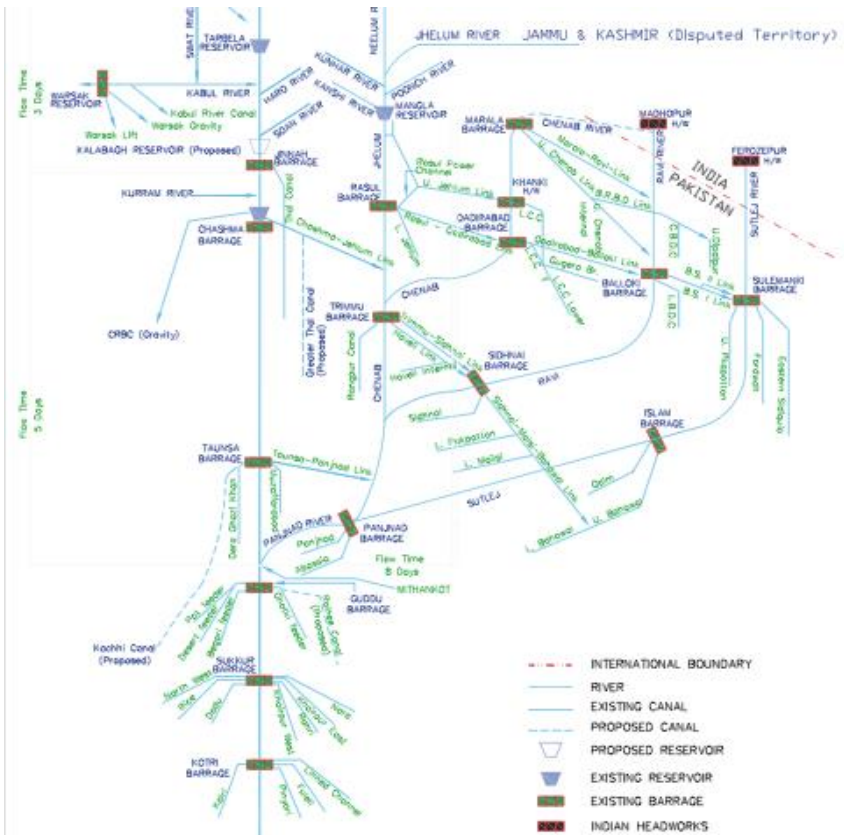 SWAT RIVER
TARBELA
RESERVOIR
NEELUM RIVER
JHELUM RIVER
JAMMU & KASHMIR (Disputed Territory)
Flow Time
3 Days
WARSAK
RESERVOIR
KABUL RIVER
HARO RIVER
SOAN RIVER
KUNHAR RIVER
KANSHI RIVER
POONCH RIVER
MANGLA
RESERVOIR
Kabul River Canal
Warsak Gravity
Warsak Lift
KALABAGH RESERVOIR (Proposed)
JINNAH
BARRAGE
JHELUM
MARALA
BARRAGE
CHENAB RIVER
MADHOPUR
H/W
RAVI RIVER
FEROZEPUR
H/W
INDIA
PAKISTAN
SUTLEJ RIVER
Marala-Ravi-Link
U. Chenab Link
B.R.B.D. Link
Rasul Power
Channel
U. Jhelum Link
KHANKI
H/W
KURRAM RIVER
Thal Canal
RASUL
BARRAGE
QADIRABAD
BARRAGE
L.C.C.
CHASHMA
BARRAGE
Chashma-Jhelum Link
L. Jhelum
Rasul - Qadirabad Link
Qadirabad-Balloki Link
Gugera Br.
L.C.C. Lower
C.B.D.C
BALLOKI
BARRAGE
L.B.D.C
B.S. II Link
B.S. I Link
SULEMANKI
BARRAGE
CRBC (Gravity)
Greater Thal Canal
(Proposed)
TRIMMU
BARRAGE
CHENAB
Trimmu-Sidhnai Link
Haveli Link
Haveli Internal
Rangpur Canal
CHENAB
SIDHNAI
BARRAGE
Sidhnai
RAVI
U. Pakpattan
Fordwah
Eastern Sidiqula
Flow Time
5 Days
L. Pakpattan
L. Mailsi
Sidhnai-Mailsi-Bahawal Link
ISLAM
BARRAGE
Qaim
TAUNSA
BARRAGE
Taunsa-Panjnad Link
SUTLEJ
Dera Ghazi Khan
Muzaffargarh
PANJNAD RIVER
Panjnad
Abbasia
PANJNAD
BARRAGE
L. Bahawal
U. Bahawal
Flow Time
8 Days
MITHANKOT
GUDDU
BARRAGE
Pat feeder
Desert feeder
Begari feeder
Ghotki feeder
Rainee Canal
(Proposed)
Kachhi Canal
(Proposed)
SUKKUR
BARRAGE
North West
Rice
Dadu
Khairpur West
Rohri
Khairpur East
Nara
KOTRI
BARRAGE
Kotri
Pinyari
Fuleli
Lined Channel
INTERNATIONAL BOUNDARY
RIVER
EXISTING CANAL
PROPOSED CANAL
PROPOSED RESERVOIR
EXISTING RESERVOIR
EXISTING BARRAGE
INDIAN HEADWORKS